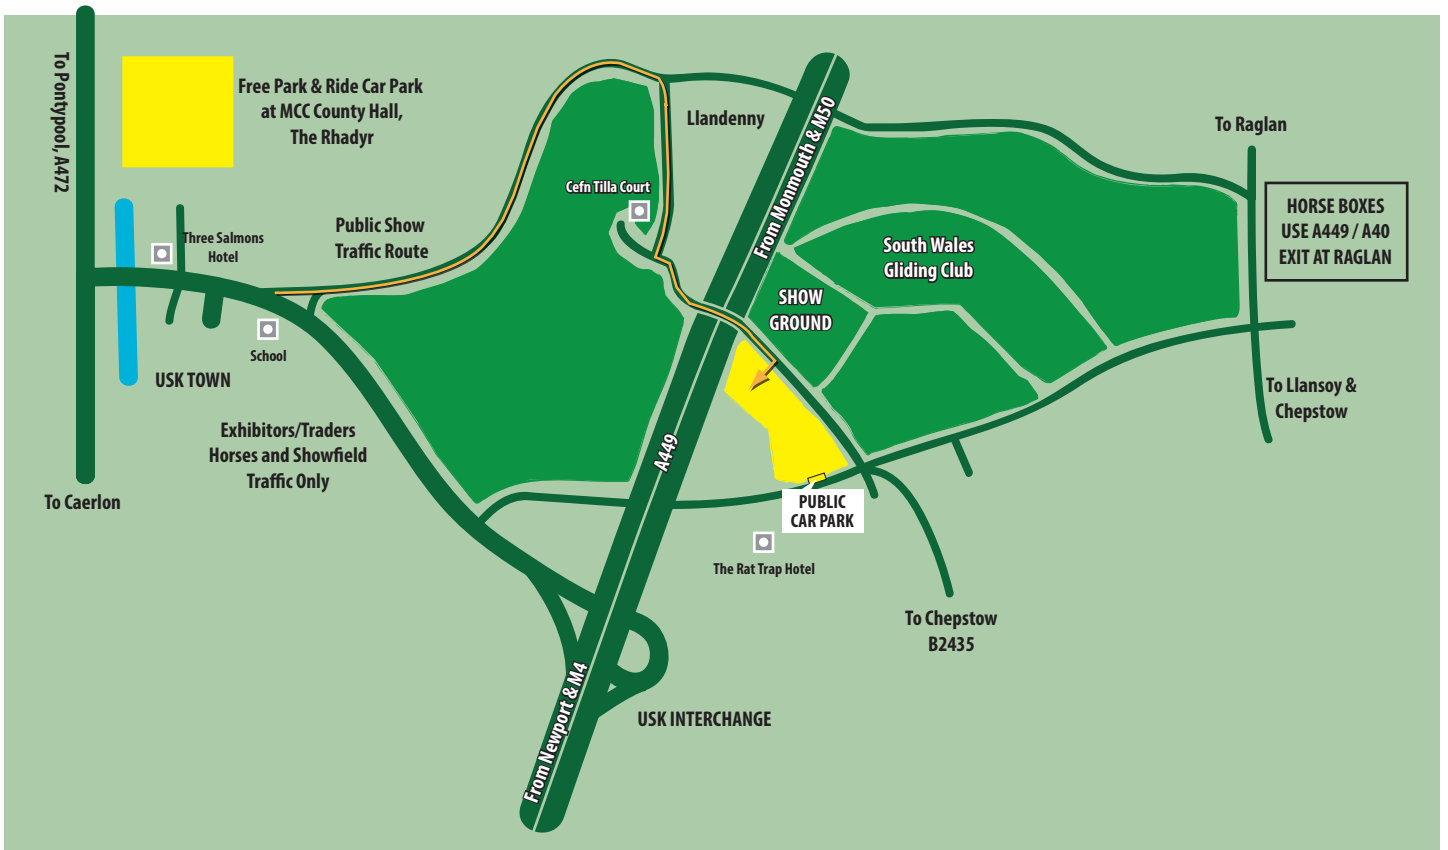 To Pontypool, A472
Free Park & Ride Car Park
at MCC County Hall,
The Rhadyr
Llandenny
From Monmouth & M50
To Raglan
Cefn Tilla Court
HORSE BOXES
USE A449 / A40
EXIT AT RAGLAN
Public Show
Traffic Route
Three Salmons
Hotel
South Wales
Gliding Club
SHOW
GROUND
School
USK TOWN
To Llansoy &
Chepstow
Exhibitors/Traders
Horses and Showfield
Traffic Only
A449
To Caerlon
PUBLIC
CAR PARK
The Rat Trap Hotel
To Chepstow
B2435
From Newport & M4
USK INTERCHANGE